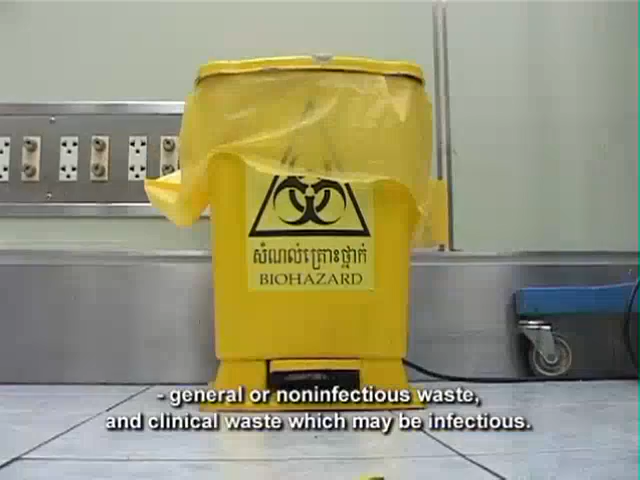 សំណល់គ្រោះថ្នាក់
BIOHAZARD
- general or noninfectious waste,
and clinical waste which may be infectious.